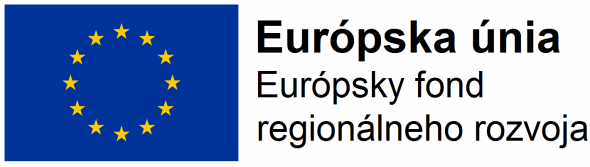 Európska únia
Európsky fond
regionálneho rozvoja